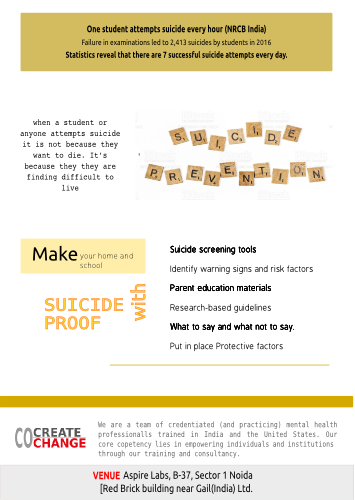 One student attempts suicide every hour (NRCB India)
Failure in examinations led to 2,413 suicides by students in 2016
Statistics reveal that there are 7 successful suicide attempts every day.
when a student or
anyone attempts suicide
it is not because they
want to die. It's
because they they are
finding difficult to
live
SUICIDE
PREVENTION
Make your home and
school
SUICIDE
PROOF
with
Suicide screening tools
Identify warning signs and risk factors
Parent education materials
Research-based guidelines
What to say and what not to say.
Put in place Protective factors
COCREATE
CHANGE
We are a team of credentiated (and practicing) mental health
professionalls trained in India and the United States. Our
core copetency lies in empowering individuals and institutions
through our training and consultancy.
VENUE Aspire Labs, B-37, Sector 1 Noida
[Red Brick building near Gail(India) Ltd.